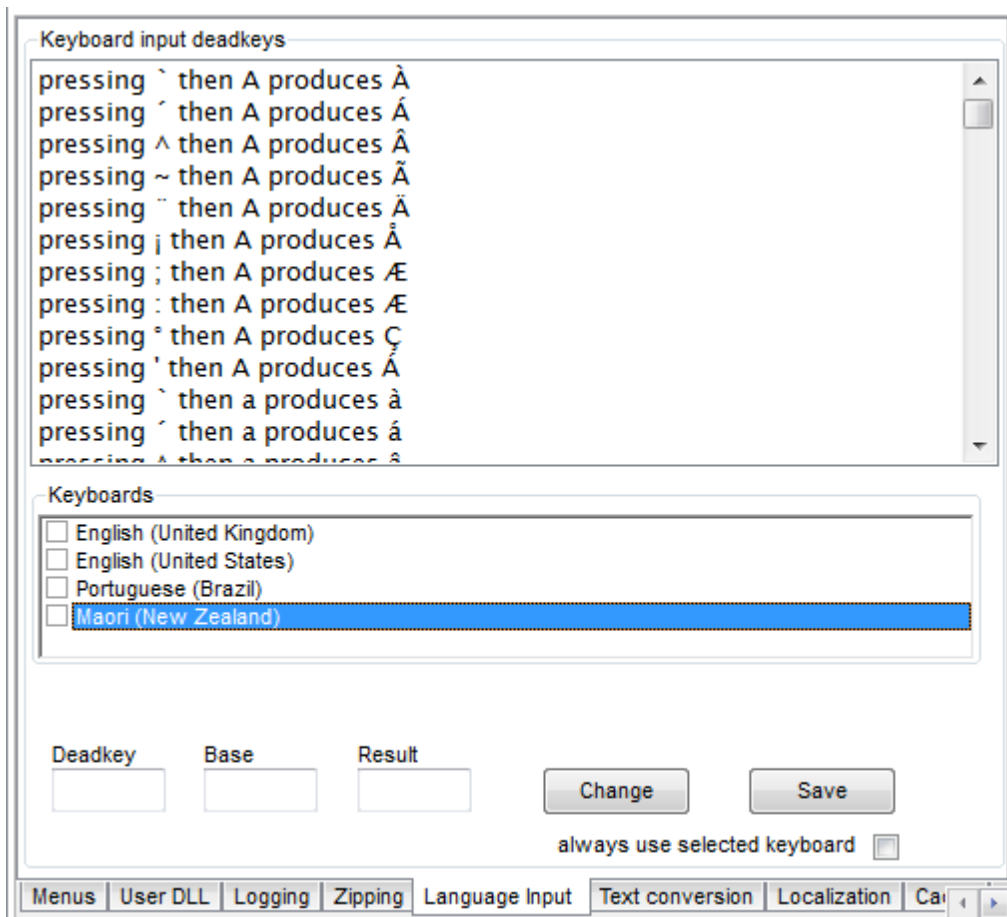 Keyboard input deadkeys
pressing ` then A produces À
pressing ´ then A produces Á
pressing ^ then A produces Â
pressing ~ then A produces Ã
pressing ¨ then A produces Ä
pressing ¡ then A produces Å
pressing ; then A produces Æ
pressing : then A produces Æ
pressing ° then A produces Ç
pressing ' then A produces Á
pressing ` then a produces à
pressing ´ then a produces á
pressing ^ then a produces â
Keyboards
English (United Kingdom)
English (United States)
Portuguese (Brazil)
Maori (New Zealand)
Deadkey Base Result
Change Save
always use selected keyboard
Menus User DLL Logging Zipping Language Input Text conversion Localization